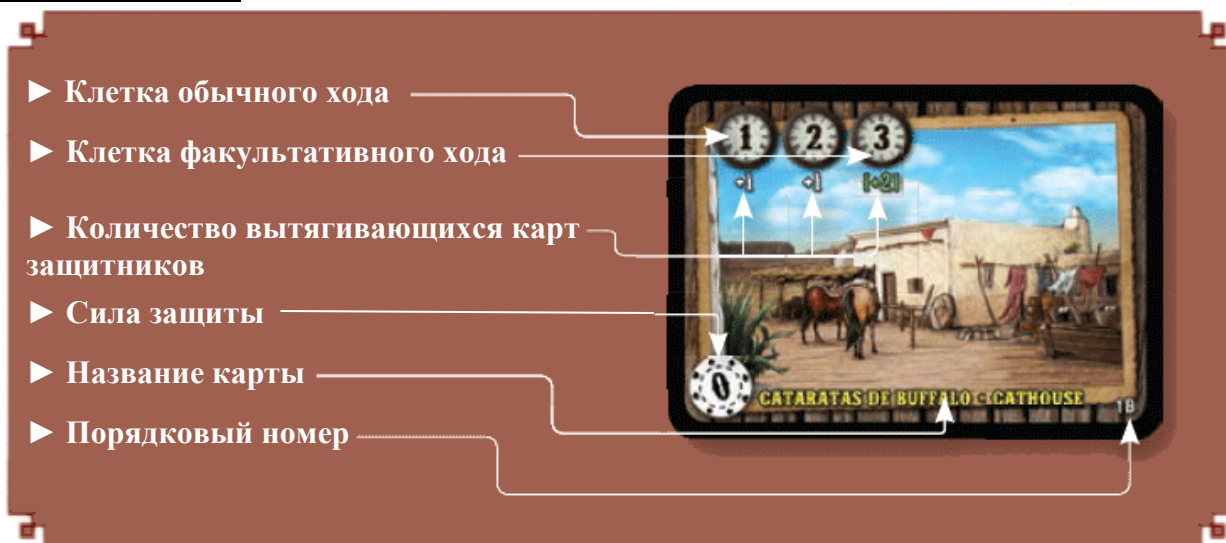 ► Клетка обычного хода
► Клетка факультативного хода
► Количество вытягивающихся карт
защитников
► Сила защиты
► Название карты
► Порядковый номер
1 2 3
+1 +1 [+2]
0
CATARATAS DE BUFFALO - CATHOUSE
1B